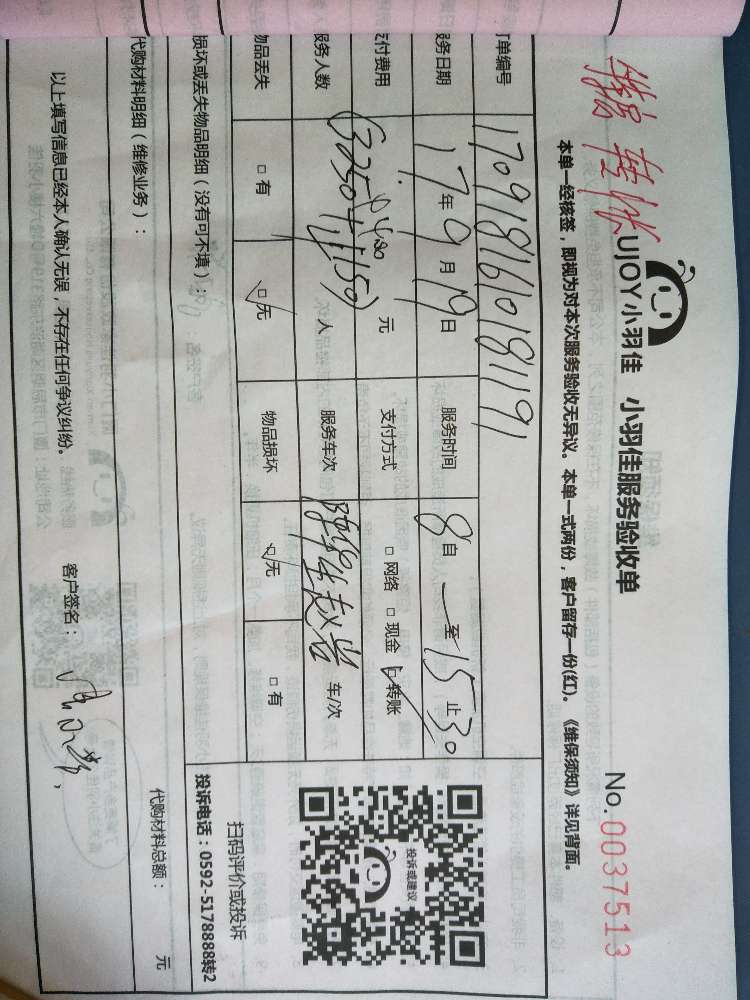 UJOY小羽佳 小羽佳服务验收单
No. 0037513
本单一经核签，即视为对本次服务验收无异议。本单一式两份，客户留存一份(红)。《维保须知》详见背面。
订单编号 170918161018119
服务日期 17年9月19日 服务时间 8自 至 15止30
支付费用 元 支付方式 □ 网络 □ 现金 ☑ 转账
服务人数 人 服务车次 车/次
物品丢失 □ 有 ☑ 无 物品损坏 ☑ 无 □ 有
投诉或建议
扫码评价或投诉
投诉电话：0592-5178888转2
损坏或丢失物品明细（没有可不填）：
代购材料明细（维修业务）： 代购材料总额： 元
以上填写信息已经本人确认无误，不存在任何争议纠纷。 客户签名：